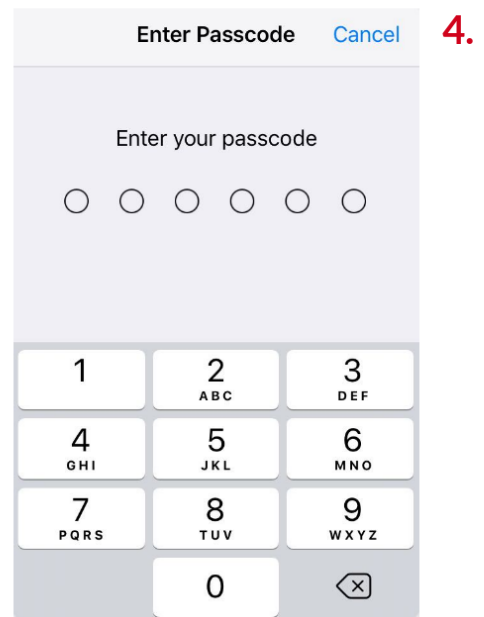 Enter Passcode Cancel 4.
Enter your passcode
1 2 3
ABC DEF
4 5 6
GHI JKL MNO
7 8 9
PQRS TUV WXYZ
0